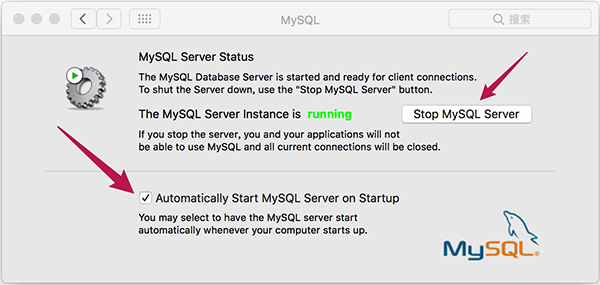 MySQL
搜索
MySQL Server Status
The MySQL Database Server is started and ready for client connections.
To shut the Server down, use the "Stop MySQL Server" button.
The MySQL Server Instance is running
Stop MySQL Server
If you stop the server, you and your applications will not
be able to use MySQL and all current connections will be closed.
Automatically Start MySQL Server on Startup
You may select to have the MySQL server start
automatically whenever your computer starts up.
MySQL®